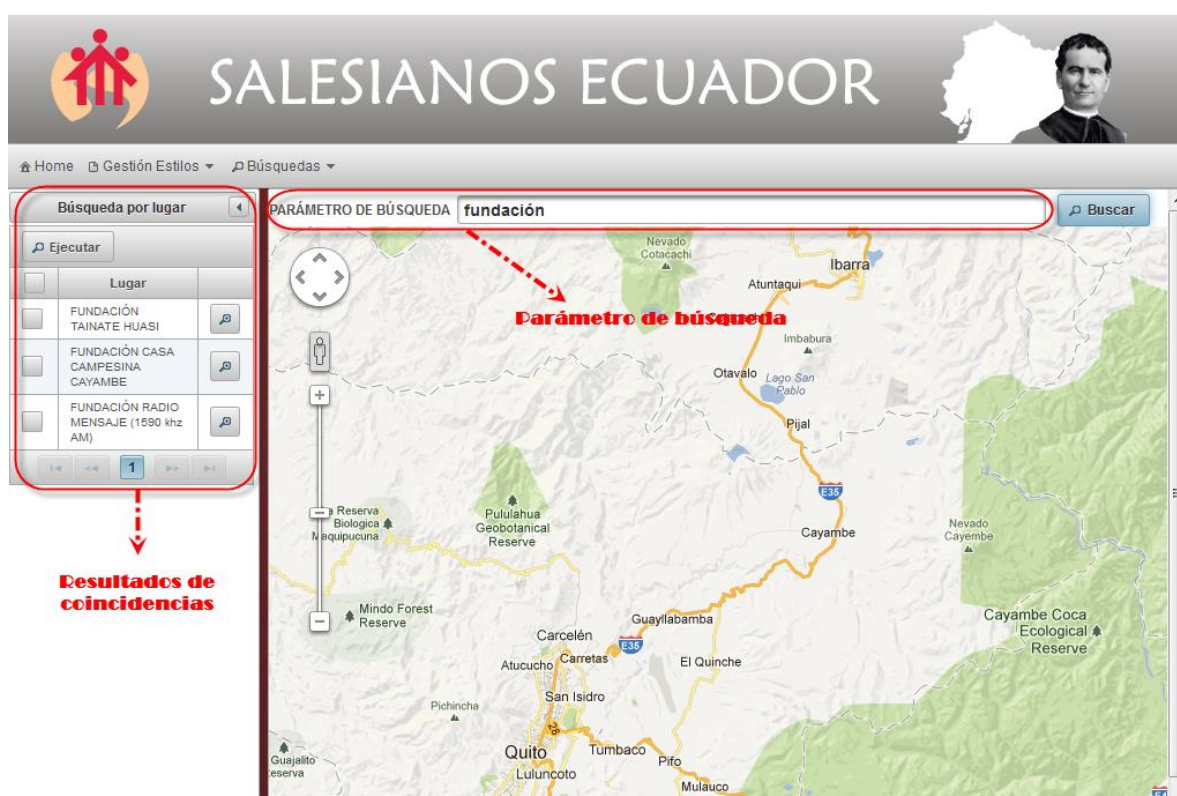 SALESIANOS ECUADOR
Home Gestión Estilos Búsquedas
Búsqueda por lugar
PARÁMETRO DE BÚSQUEDA fundación Buscar
Ejecutar
Lugar
FUNDACIÓN
TAINATE HUASI
FUNDACIÓN CASA
CAMPESINA
CAYAMBE
FUNDACIÓN RADIO
MENSAJE (1590 khz
AM)
1
Resultados de
coincidencias
Parámetro de búsqueda
Nevado
Cotacachi
Ibarra
Atuntaqui
Imbabura
Otavalo
Lago San
Pablo
Pijal
E35
Cayambe
Nevado
Cayembe
a Reserva
Biologica
Maquipucuna
Pululahua
Geobotanical
Reserve
Mindo Forest
Reserve
Guayllabamba
Cayambe Coca
Ecological
Reserve
Carcelén
E35
Carretas
Atucucho
El Quinche
San Isidro
Pichincha
28
Quito
Tumbaco
Pifo
Guajalito
eserva
Luluncoto
Mulauco